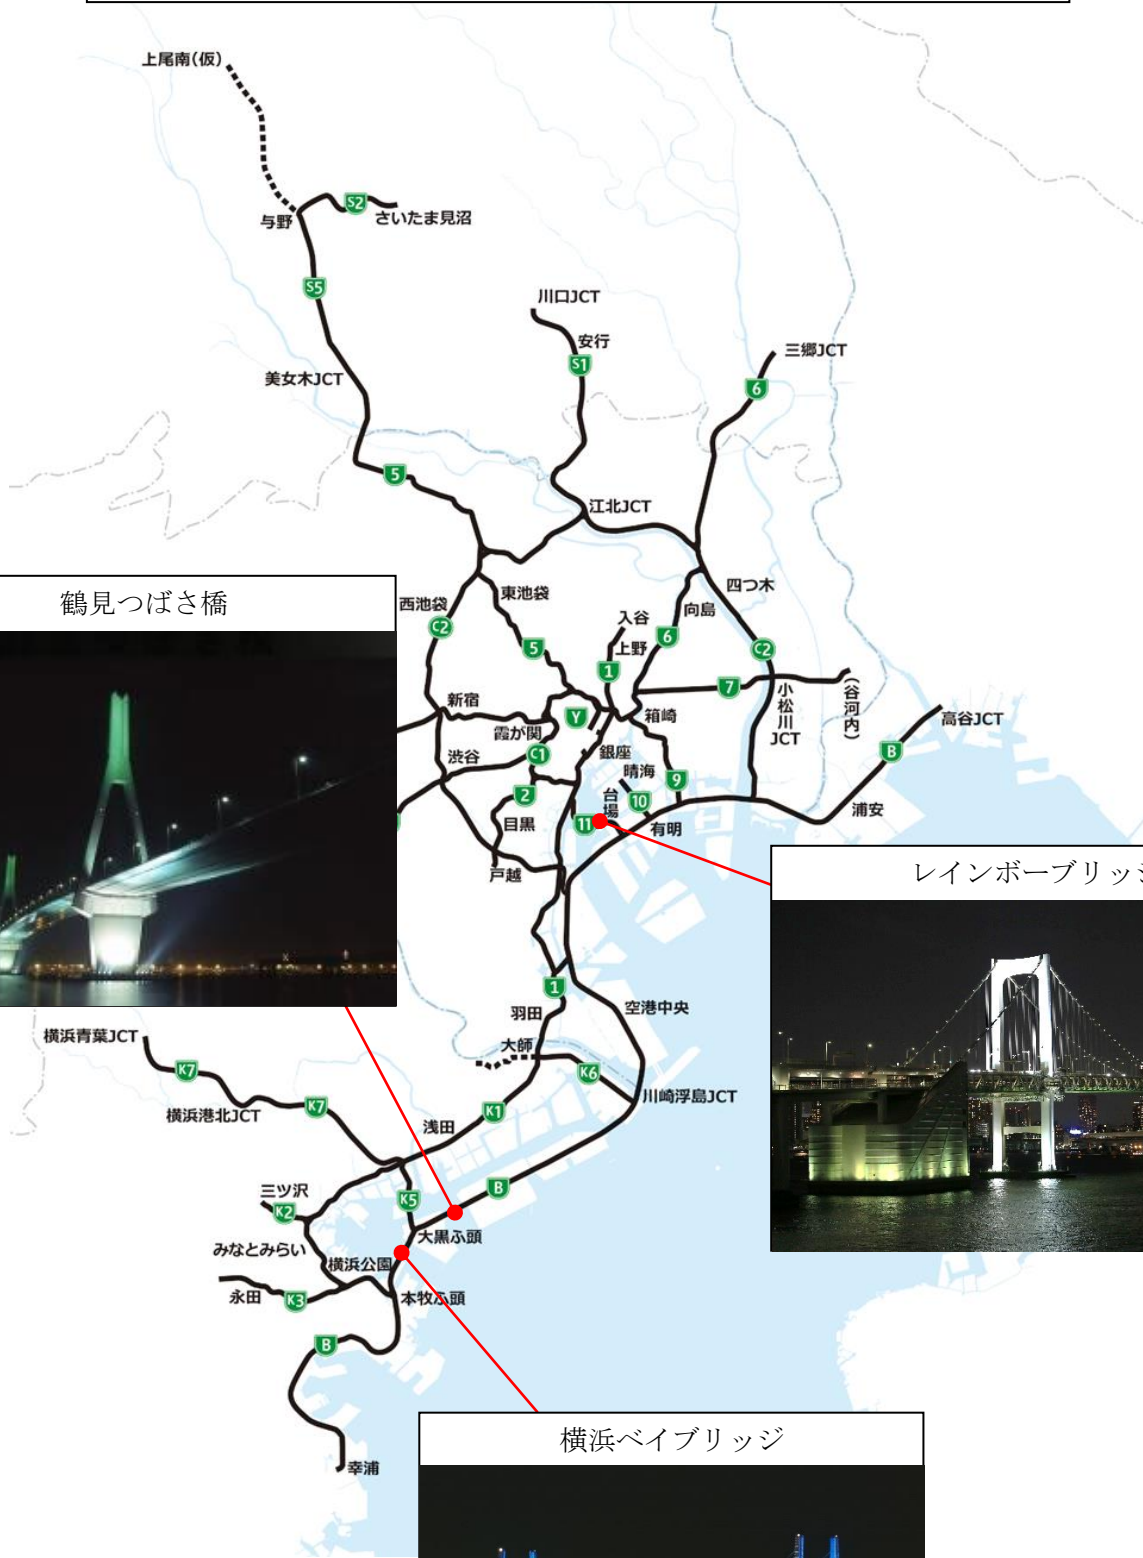 上尾南(仮)
与野
S2
さいたま見沼
S5
川口JCT
安行
S1
三郷JCT
6
美女木JCT
5
江北JCT
鶴見つばさ橋
西池袋
東池袋
四つ木
C2
5
入谷
上野
向島
6
1
C2
7
小松川JCT
(谷河内)
高谷JCT
新宿
霞が関
Y
箱崎
渋谷
C1
銀座
晴海
9
B
2
台場
10
浦安
目黒
11
有明
戸越
レインボーブリッ
1
羽田
空港中央
横浜青葉JCT
大師
K7
K6
横浜港北JCT
K7
浅田
K1
川崎浮島JCT
三ツ沢
K2
K5
B
みなとみらい
大黒ふ頭
横浜公園
永田
K3
本牧ふ頭
B
横浜ベイブリッジ
幸浦